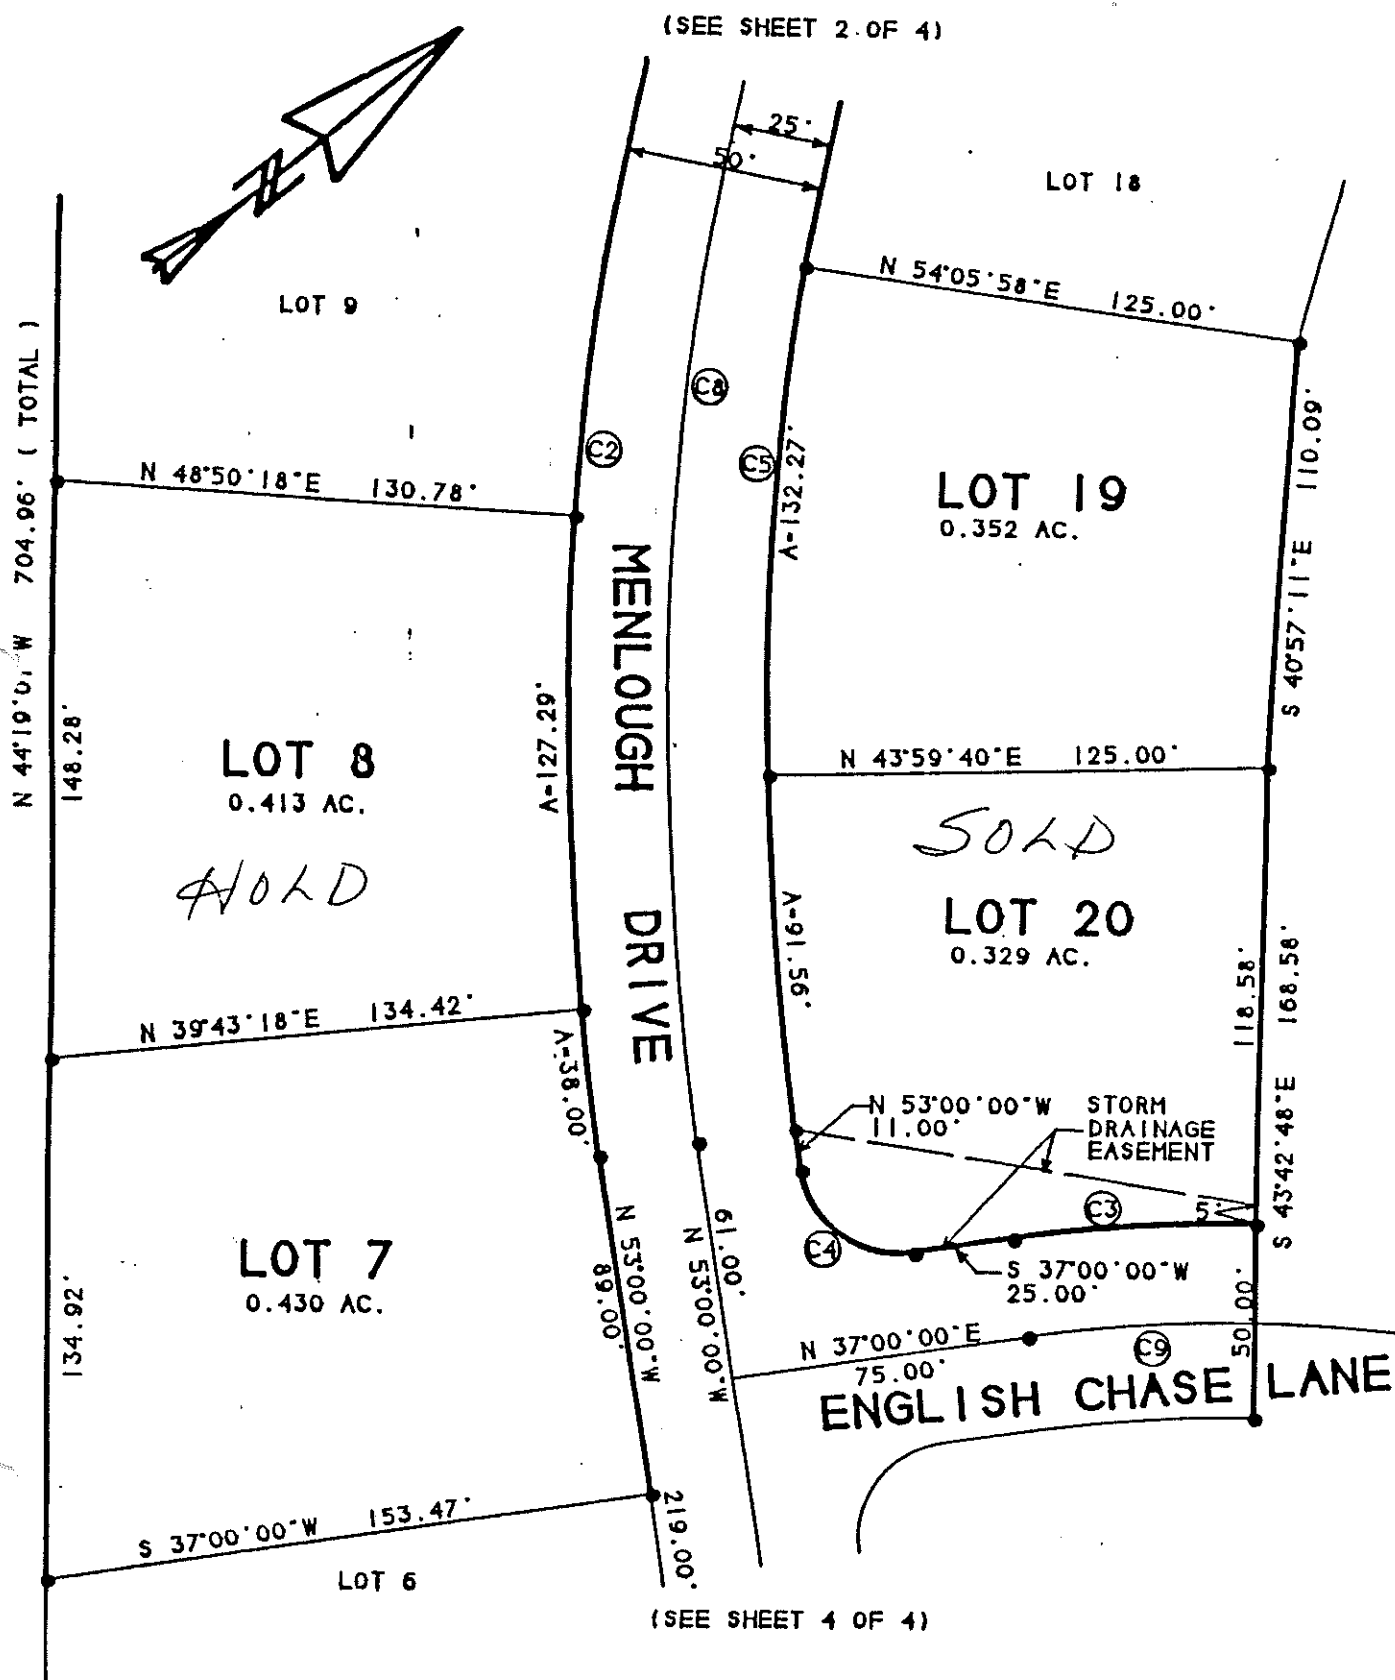 (SEE SHEET 2 OF 4)
N
25'
50'
LOT 18
N 54°05'58"E 125.00'
LOT 9
N 44°19'0 W 704.96' ( TOTAL )
C8
C2
C5
A=132.27'
LOT 19
0.352 AC.
110.09'
S 40°57'11"E
N 48°50'18"E 130.78'
MENLOUGH DRIVE
A=127.29'
148.28'
LOT 8
0.413 AC.
HOLD
N 43°59'40"E 125.00'
SOLD
LOT 20
0.329 AC.
A=91.56'
118.58'
168.58'
S 43°42'48"E
N 39°43'18"E 134.42'
A=38.00'
N 53°00'00"W
11.00'
STORM
DRAINAGE
EASEMENT
5'
C3
C4
S 37°00'00"W
25.00'
LOT 7
0.430 AC.
134.92'
N 53°00'00"W
89.00'
61.00'
N 53°00'00"W
50.00'
N 37°00'00"E
75.00'
C9
ENGLISH CHASE LANE
S 37°00'00"W 153.47'
219.00'
LOT 6
(SEE SHEET 4 OF 4)